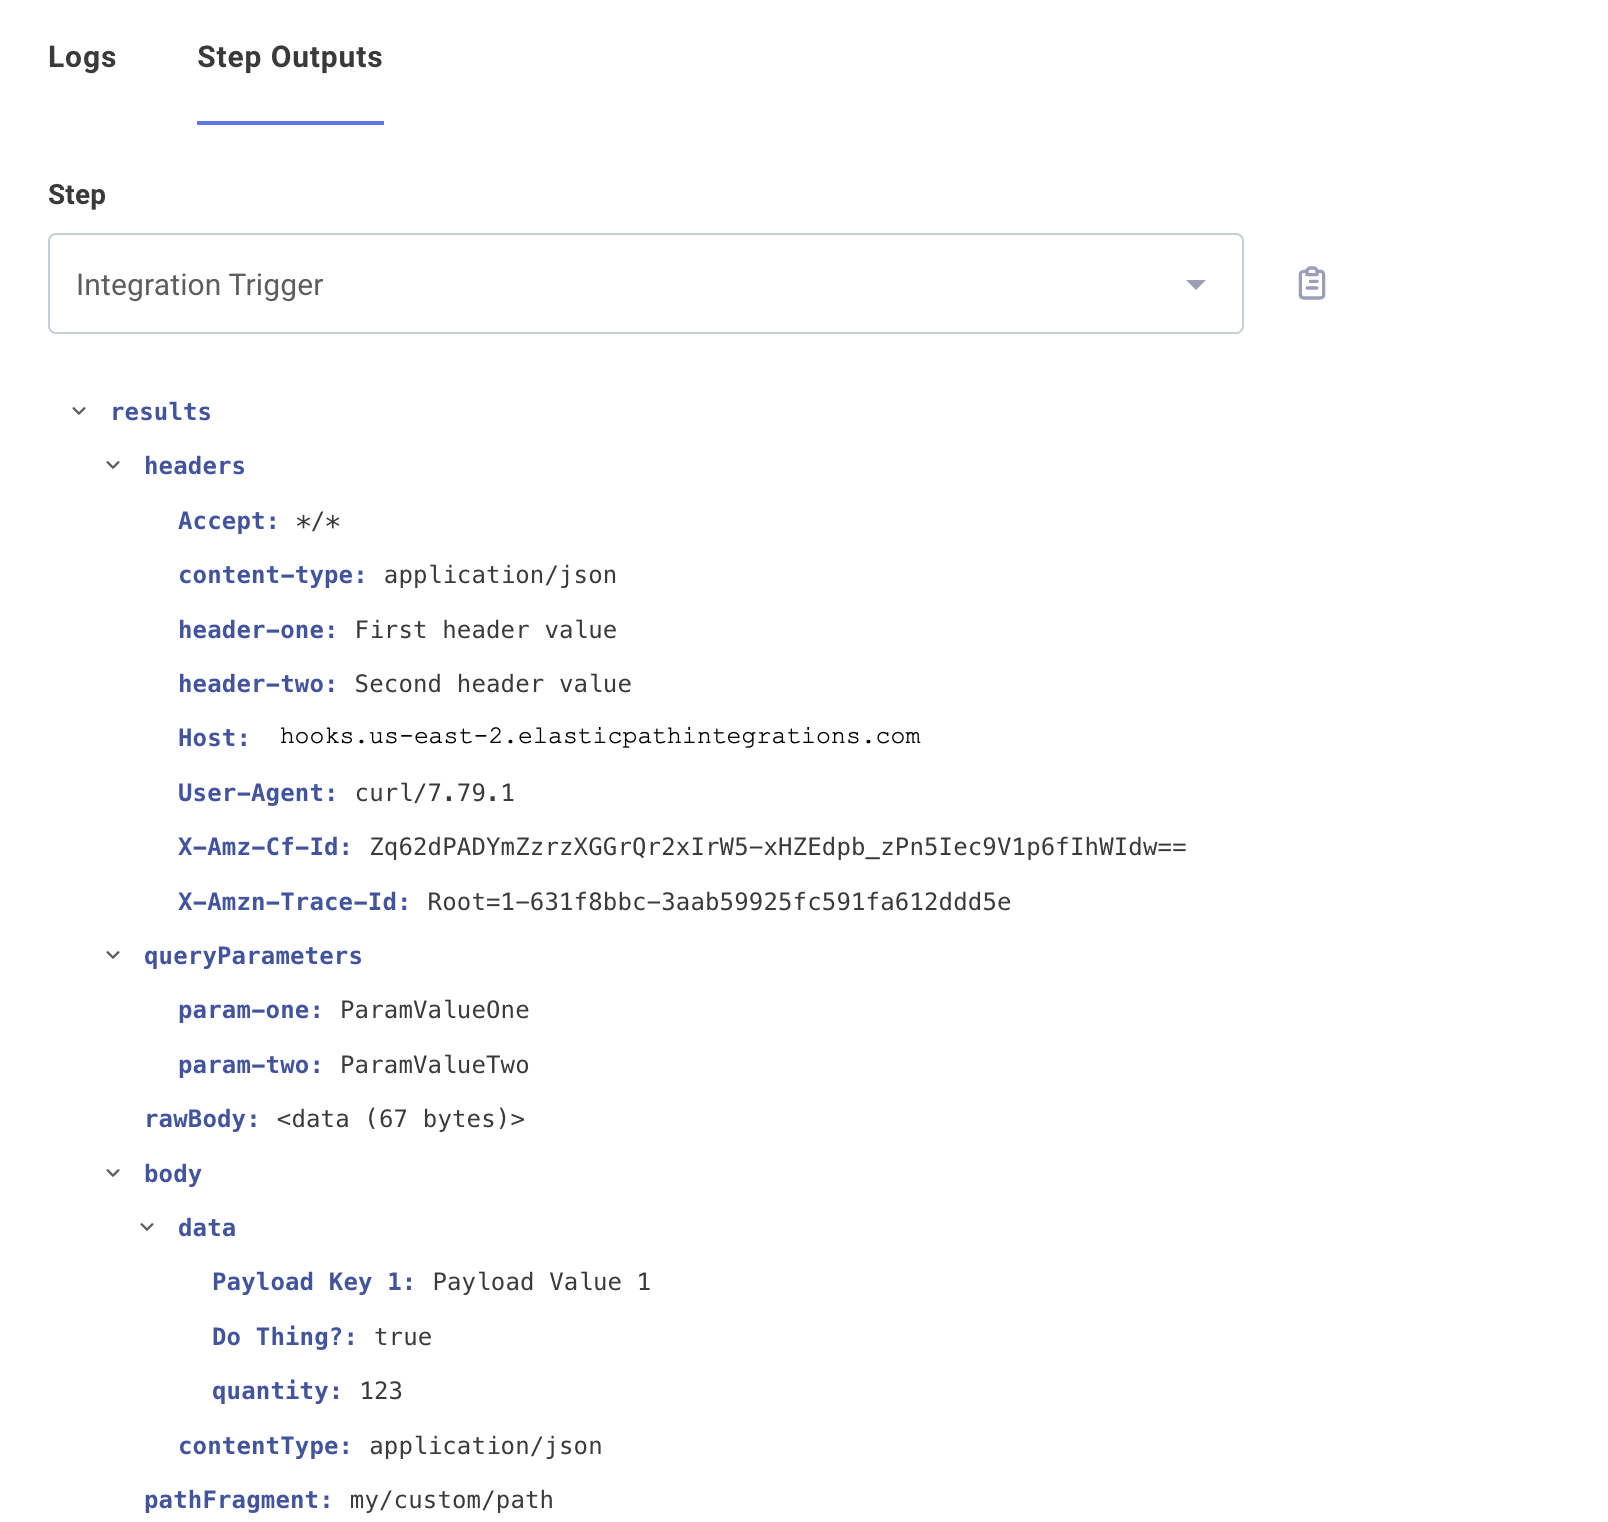 Logs Step Outputs
Step
Integration Trigger
results
headers
Accept: */*
content-type: application/json
header-one: First header value
header-two: Second header value
Host: hooks.us-east-2.elasticpathintegrations.com
User-Agent: curl/7.79.1
X-Amz-Cf-Id: Zq62dPADYmZzrzXGGrQr2xIrW5-xHZEdpb_zPn5Iec9V1p6fIhWIdw==
X-Amzn-Trace-Id: Root=1-631f8bbc-3aab59925fc591fa612ddd5e
queryParameters
param-one: ParamValueOne
param-two: ParamValueTwo
rawBody: <data (67 bytes)>
body
data
Payload Key 1: Payload Value 1
Do Thing?: true
quantity: 123
contentType: application/json
pathFragment: my/custom/path